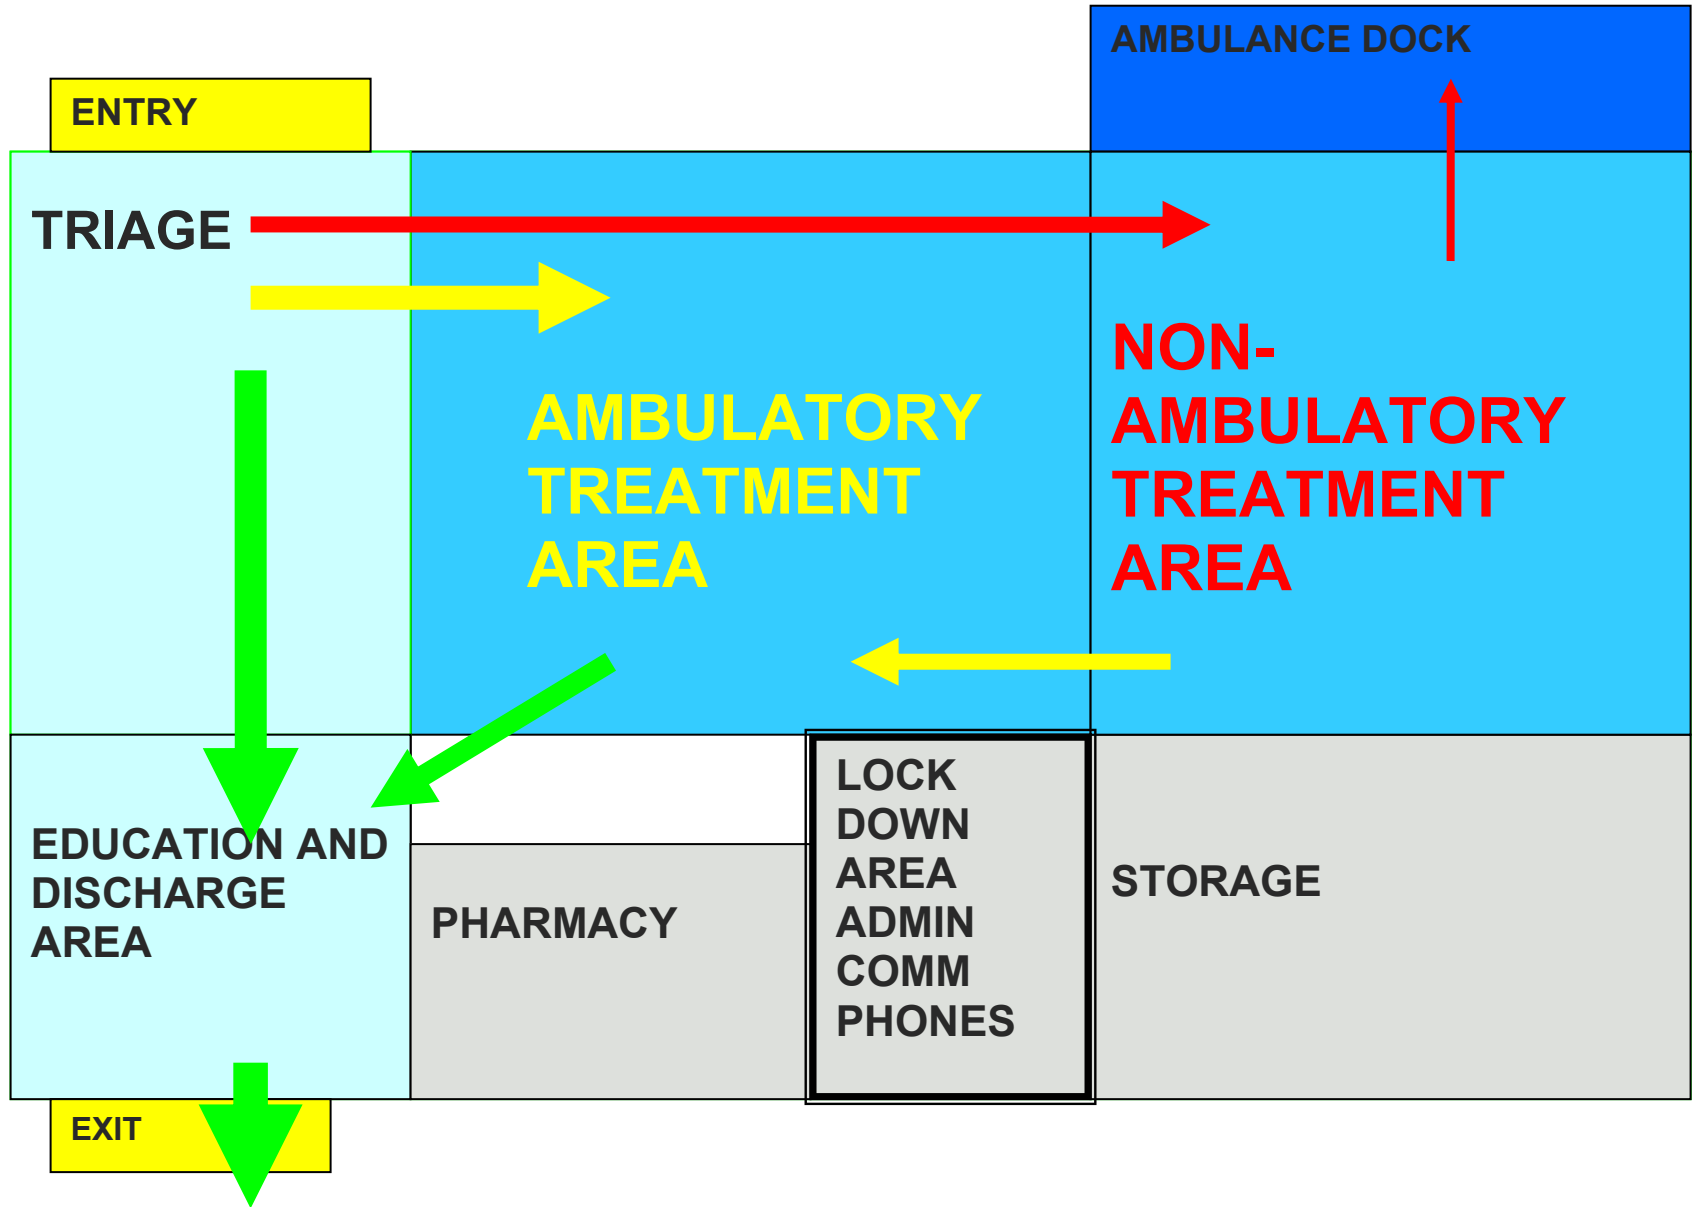 AMBULANCE DOCK
ENTRY
TRIAGE
AMBULATORY
TREATMENT
AREA
NON-
AMBULATORY
TREATMENT
AREA
EDUCATION AND
DISCHARGE
AREA
PHARMACY
LOCK
DOWN
AREA
ADMIN
COMM
PHONES
STORAGE
EXIT